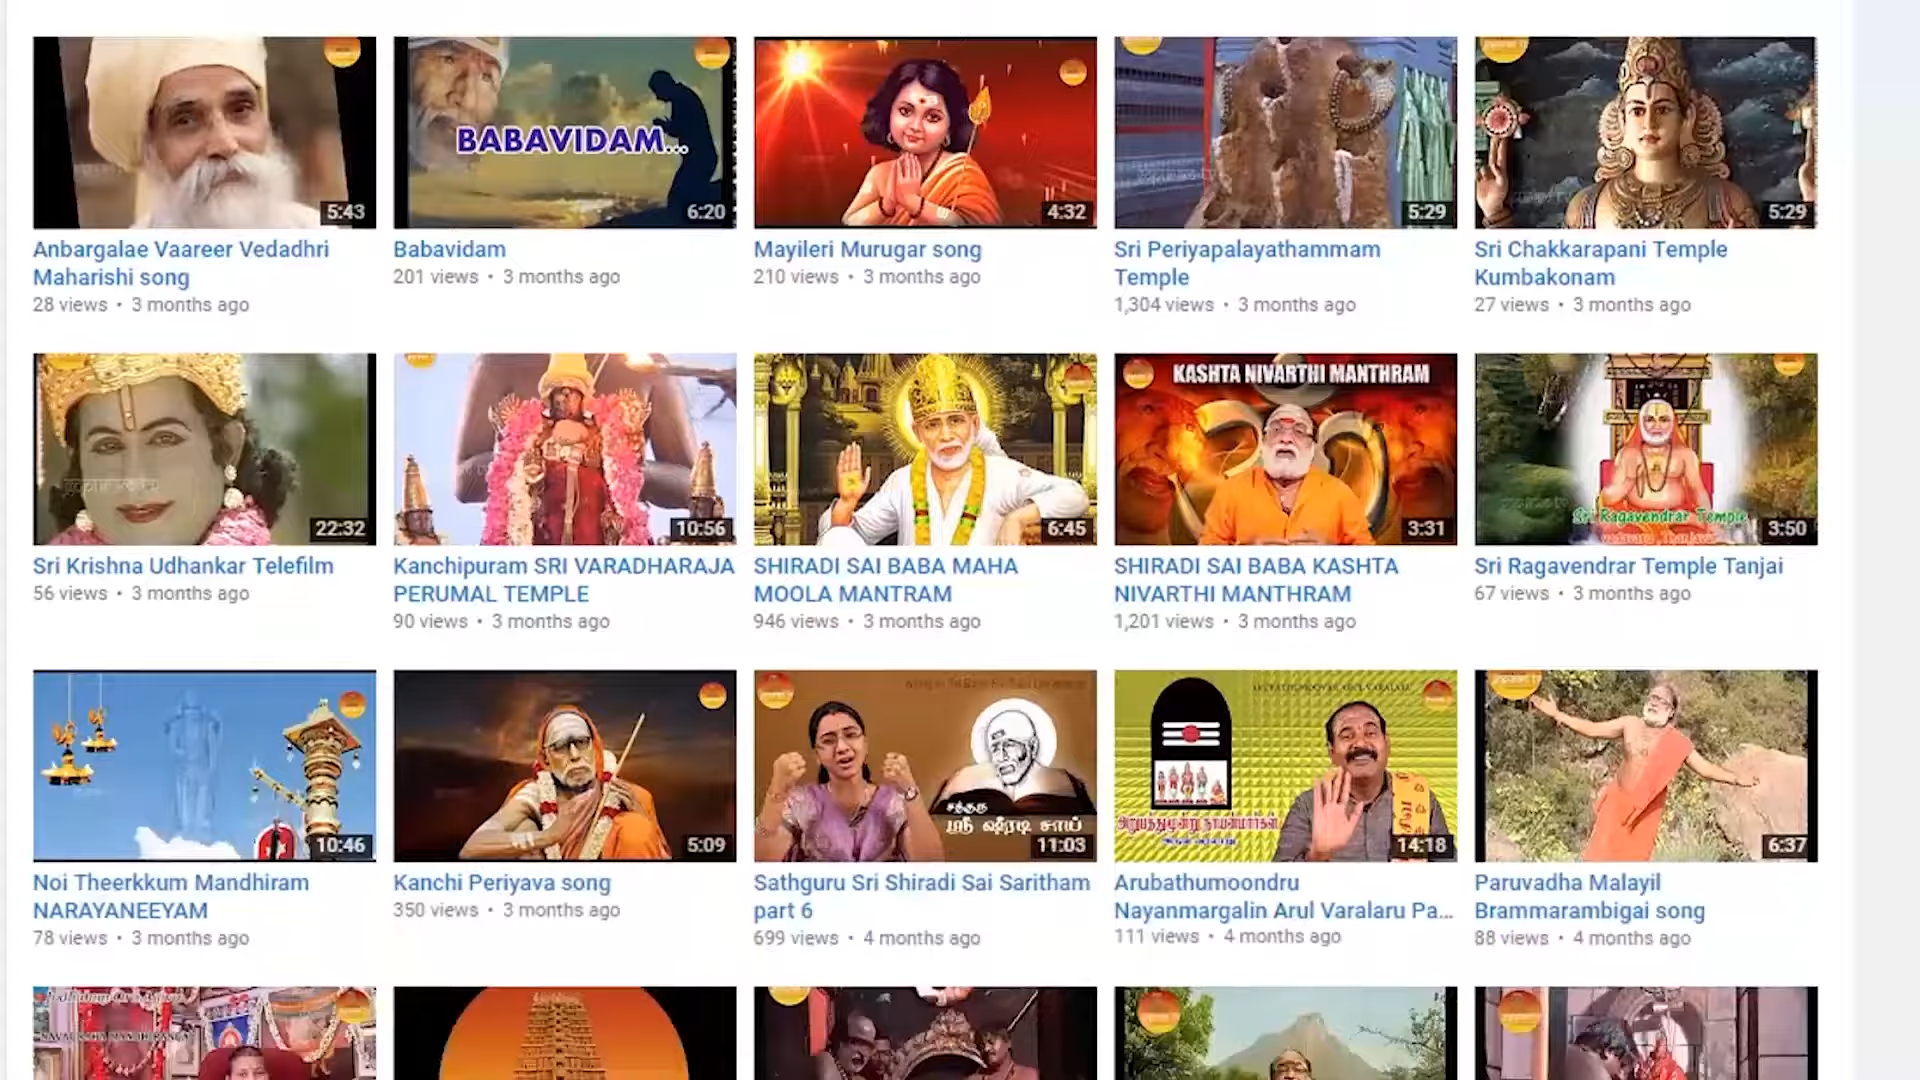 5:43
BABAVIDAM...
6:20
4:32
5:29
5:29
Anbargalae Vaareer Vedadhri
Maharishi song
28 views • 3 months ago
Babavidam
201 views • 3 months ago
Mayileri Murugar song
210 views • 3 months ago
Sri Periyapalayathammam
Temple
1,304 views • 3 months ago
Sri Chakkarapani Temple
Kumbakonam
27 views • 3 months ago
22:32
10:56
6:45
KASHTA NIVARTHI MANTHRAM
3:31
Sri Ragavendrar Temple
3:50
Sri Krishna Udhankar Telefilm
56 views • 3 months ago
Kanchipuram SRI VARADHARAJA
PERUMAL TEMPLE
90 views • 3 months ago
SHIRADI SAI BABA MAHA
MOOLA MANTRAM
946 views • 3 months ago
SHIRADI SAI BABA KASHTA
NIVARTHI MANTHRAM
1,201 views • 3 months ago
Sri Ragavendrar Temple Tanjai
67 views • 3 months ago
10:46
5:09
சத்குரு
ஸ்ரீ ஷீரடி சாய்
11:03
அறுபத்துமூன்று நாயன்மார்கள்
14:18
6:37
Noi Theerkkum Mandhiram
NARAYANEEYAM
78 views • 3 months ago
Kanchi Periyava song
350 views • 3 months ago
Sathguru Sri Shiradi Sai Saritham
part 6
699 views • 4 months ago
Arubathumoondru
Nayanmargalin Arul Varalaru Pa...
111 views • 4 months ago
Paruvadha Malayil
Brammarambigai song
88 views • 4 months ago